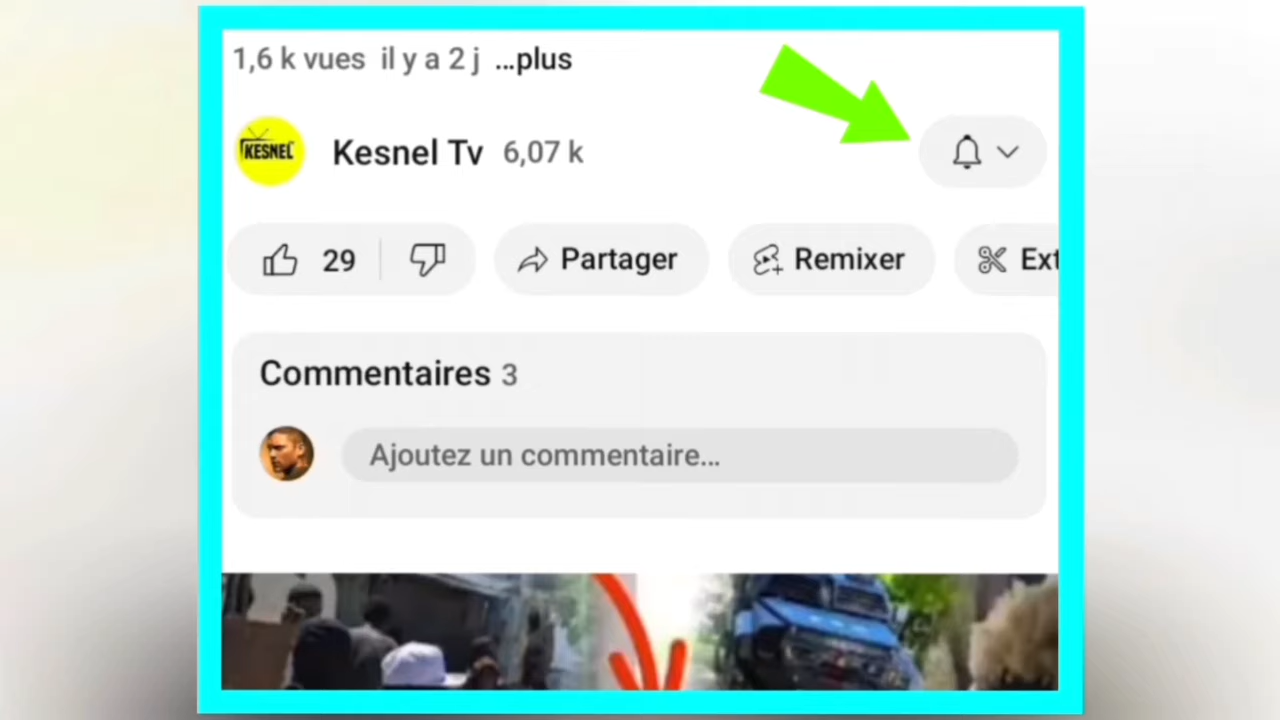 1,6 k vues il y a 2 j ...plus
KESNEL
Kesnel Tv 6,07 k
29 Partager Remixer Ext
Commentaires 3
Ajoutez un commentaire...